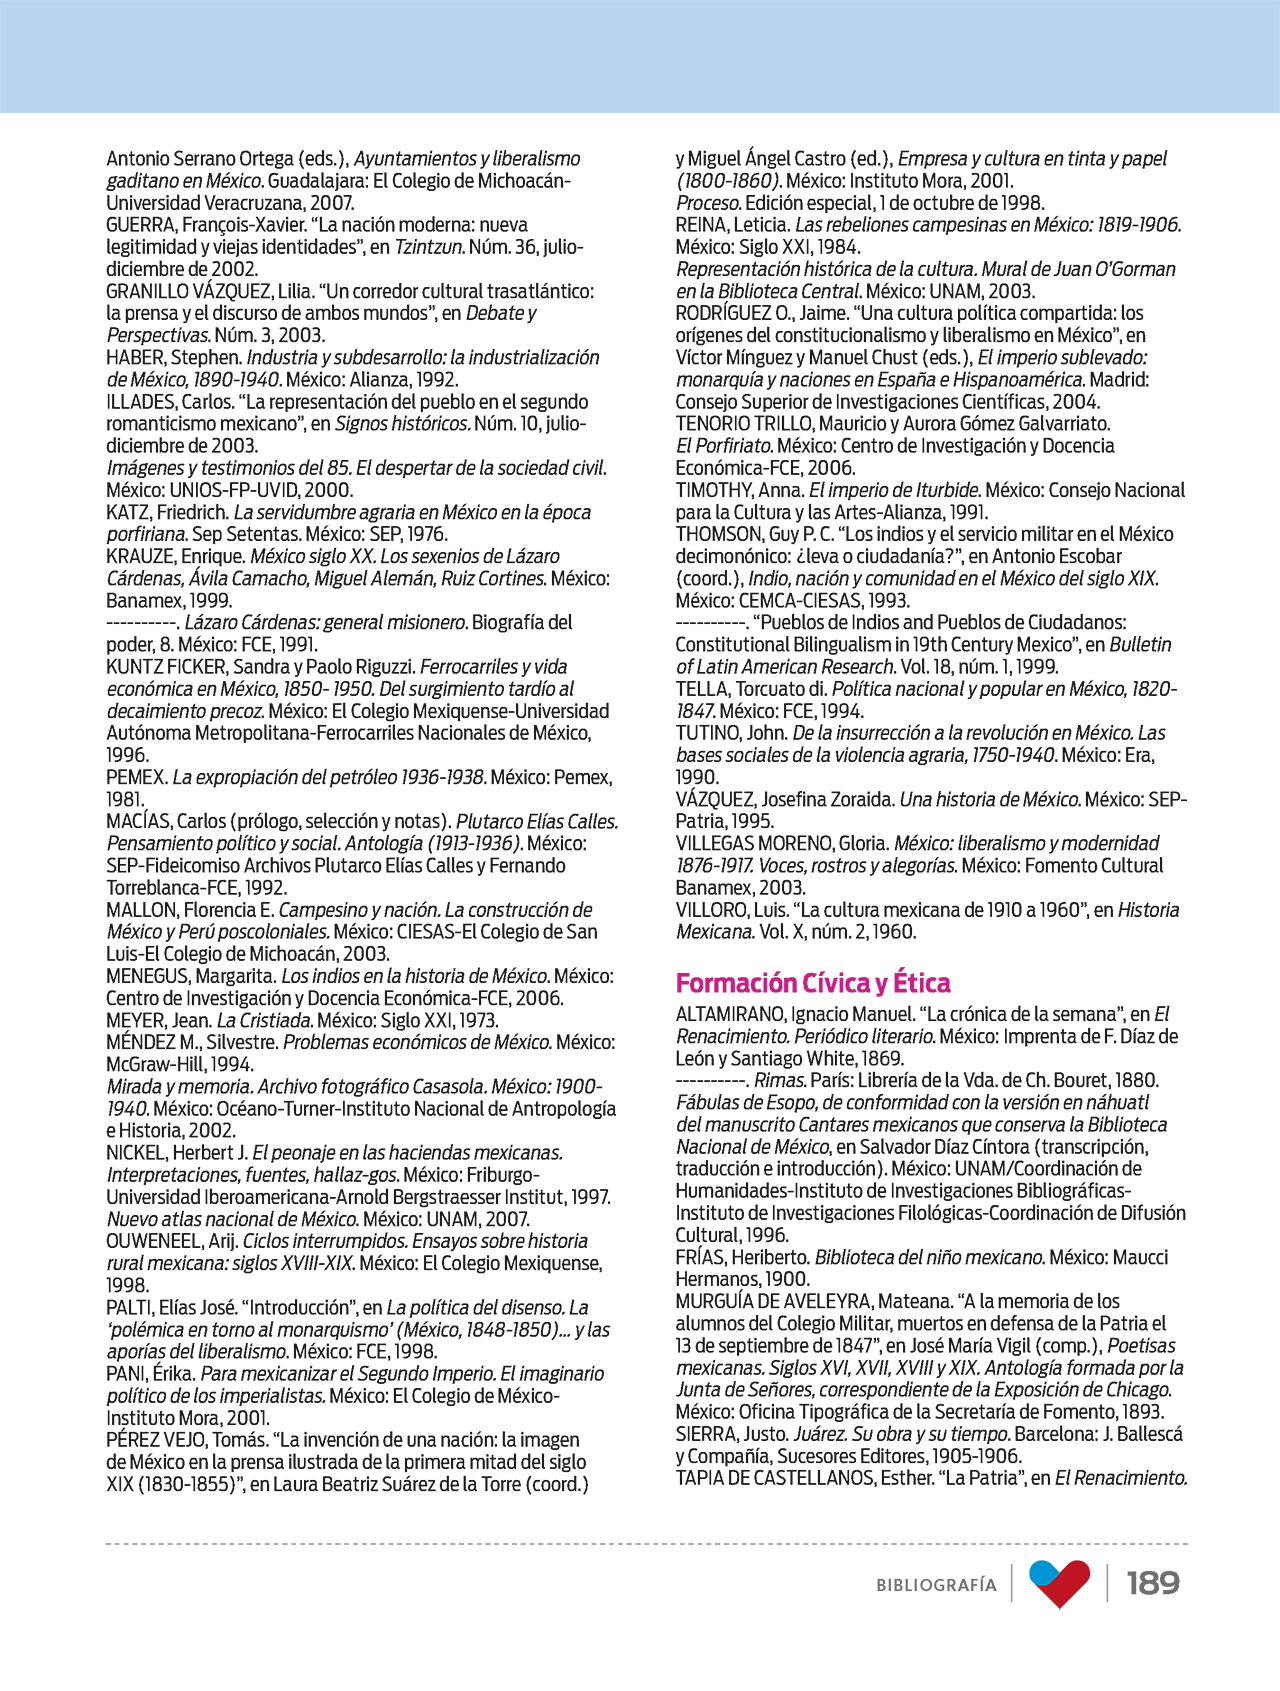 Antonio Serrano Ortega (eds.), Ayuntamientos y liberalismo
gaditano en México. Guadalajara: El Colegio de Michoacán-
Universidad Veracruzana, 2007.
GUERRA, François-Xavier. “La nación moderna: nueva
legitimidad y viejas identidades”, en Tzintzun. Núm. 36, julio-
diciembre de 2002.
GRANILLO VÁZQUEZ, Lilia. “Un corredor cultural trasatlántico:
la prensa y el discurso de ambos mundos”, en Debate y
Perspectivas. Núm. 3, 2003.
HABER, Stephen. Industria y subdesarrollo: la industrialización
de México, 1890-1940. México: Alianza, 1992.
ILLADES, Carlos. “La representación del pueblo en el segundo
romanticismo mexicano”, en Signos históricos. Núm. 10, julio-
diciembre de 2003.
Imágenes y testimonios del 85. El despertar de la sociedad civil.
México: UNIOS-FP-UVID, 2000.
KATZ, Friedrich. La servidumbre agraria en México en la época
porfiriana. Sep Setentas. México: SEP, 1976.
KRAUZE, Enrique. México siglo XX. Los sexenios de Lázaro
Cárdenas, Ávila Camacho, Miguel Alemán, Ruiz Cortines. México:
Banamex, 1999.
----------. Lázaro Cárdenas: general misionero. Biografía del
poder, 8. México: FCE, 1991.
KUNTZ FICKER, Sandra y Paolo Riguzzi. Ferrocarriles y vida
económica en México, 1850- 1950. Del surgimiento tardío al
decaimiento precoz. México: El Colegio Mexiquense-Universidad
Autónoma Metropolitana-Ferrocarriles Nacionales de México,
1996.
PEMEX. La expropiación del petróleo 1936-1938. México: Pemex,
1981.
MACÍAS, Carlos (prólogo, selección y notas). Plutarco Elías Calles.
Pensamiento político y social. Antología (1913-1936). México:
SEP-Fideicomiso Archivos Plutarco Elías Calles y Fernando
Torreblanca-FCE, 1992.
MALLON, Florencia E. Campesino y nación. La construcción de
México y Perú poscoloniales. México: CIESAS-El Colegio de San
Luis-El Colegio de Michoacán, 2003.
MENEGUS, Margarita. Los indios en la historia de México. México:
Centro de Investigación y Docencia Económica-FCE, 2006.
MEYER, Jean. La Cristiada. México: Siglo XXI, 1973.
MÉNDEZ M., Silvestre. Problemas económicos de México. México:
McGraw-Hill, 1994.
Mirada y memoria. Archivo fotográfico Casasola. México: 1900-
1940. México: Océano-Turner-Instituto Nacional de Antropología
e Historia, 2002.
NICKEL, Herbert J. El peonaje en las haciendas mexicanas.
Interpretaciones, fuentes, hallaz-gos. México: Friburgo-
Universidad Iberoamericana-Arnold Bergstraesser Institut, 1997.
Nuevo atlas nacional de México. México: UNAM, 2007.
OUWENEEL, Arij. Ciclos interrumpidos. Ensayos sobre historia
rural mexicana: siglos XVIII-XIX. México: El Colegio Mexiquense,
1998.
PALTI, Elías José. “Introducción”, en La política del disenso. La
‘polémica en torno al monarquismo’ (México, 1848-1850)... y las
aporías del liberalismo. México: FCE, 1998.
PANI, Érika. Para mexicanizar el Segundo Imperio. El imaginario
político de los imperialistas. México: El Colegio de México-
Instituto Mora, 2001.
PÉREZ VEJO, Tomás. “La invención de una nación: la imagen
de México en la prensa ilustrada de la primera mitad del siglo
XIX (1830-1855)”, en Laura Beatriz Suárez de la Torre (coord.)
y Miguel Ángel Castro (ed.), Empresa y cultura en tinta y papel
(1800-1860). México: Instituto Mora, 2001.
Proceso. Edición especial, 1 de octubre de 1998.
REINA, Leticia. Las rebeliones campesinas en México: 1819-1906.
México: Siglo XXI, 1984.
Representación histórica de la cultura. Mural de Juan O’Gorman
en la Biblioteca Central. México: UNAM, 2003.
RODRÍGUEZ O., Jaime. “Una cultura política compartida: los
orígenes del constitucionalismo y liberalismo en México”, en
Víctor Mínguez y Manuel Chust (eds.), El imperio sublevado:
monarquía y naciones en España e Hispanoamérica. Madrid:
Consejo Superior de Investigaciones Científicas, 2004.
TENORIO TRILLO, Mauricio y Aurora Gómez Galvarriato.
El Porfiriato. México: Centro de Investigación y Docencia
Económica-FCE, 2006.
TIMOTHY, Anna. El imperio de Iturbide. México: Consejo Nacional
para la Cultura y las Artes-Alianza, 1991.
THOMSON, Guy P. C. “Los indios y el servicio militar en el México
decimonónico: ¿leva o ciudadanía?”, en Antonio Escobar
(coord.), Indio, nación y comunidad en el México del siglo XIX.
México: CEMCA-CIESAS, 1993.
----------. “Pueblos de Indios and Pueblos de Ciudadanos:
Constitutional Bilingualism in 19th Century Mexico”, en Bulletin
of Latin American Research. Vol. 18, núm. 1, 1999.
TELLA, Torcuato di. Política nacional y popular en México, 1820-
1847. México: FCE, 1994.
TUTINO, John. De la insurrección a la revolución en México. Las
bases sociales de la violencia agraria, 1750-1940. México: Era,
1990.
VÁZQUEZ, Josefina Zoraida. Una historia de México. México: SEP-
Patria, 1995.
VILLEGAS MORENO, Gloria. México: liberalismo y modernidad
1876-1917. Voces, rostros y alegorías. México: Fomento Cultural
Banamex, 2003.
VILLORO, Luis. “La cultura mexicana de 1910 a 1960”, en Historia
Mexicana. Vol. X, núm. 2, 1960.
Formación Cívica y Ética
ALTAMIRANO, Ignacio Manuel. “La crónica de la semana”, en El
Renacimiento. Periódico literario. México: Imprenta de F. Díaz de
León y Santiago White, 1869.
----------. Rimas. París: Librería de la Vda. de Ch. Bouret, 1880.
Fábulas de Esopo, de conformidad con la versión en náhuatl
del manuscrito Cantares mexicanos que conserva la Biblioteca
Nacional de México, en Salvador Díaz Cíntora (transcripción,
traducción e introducción). México: UNAM/Coordinación de
Humanidades-Instituto de Investigaciones Bibliográficas-
Instituto de Investigaciones Filológicas-Coordinación de Difusión
Cultural, 1996.
FRÍAS, Heriberto. Biblioteca del niño mexicano. México: Maucci
Hermanos, 1900.
MURGUÍA DE AVELEYRA, Mateana. “A la memoria de los
alumnos del Colegio Militar, muertos en defensa de la Patria el
13 de septiembre de 1847”, en José María Vigil (comp.), Poetisas
mexicanas. Siglos XVI, XVII, XVIII y XIX. Antología formada por la
Junta de Señores, correspondiente de la Exposición de Chicago.
México: Oficina Tipográfica de la Secretaría de Fomento, 1893.
SIERRA, Justo. Juárez. Su obra y su tiempo. Barcelona: J. Ballescá
y Compañía, Sucesores Editores, 1905-1906.
TAPIA DE CASTELLANOS, Esther. “La Patria”, en El Renacimiento.
BIBLIOGRAFÍA
189